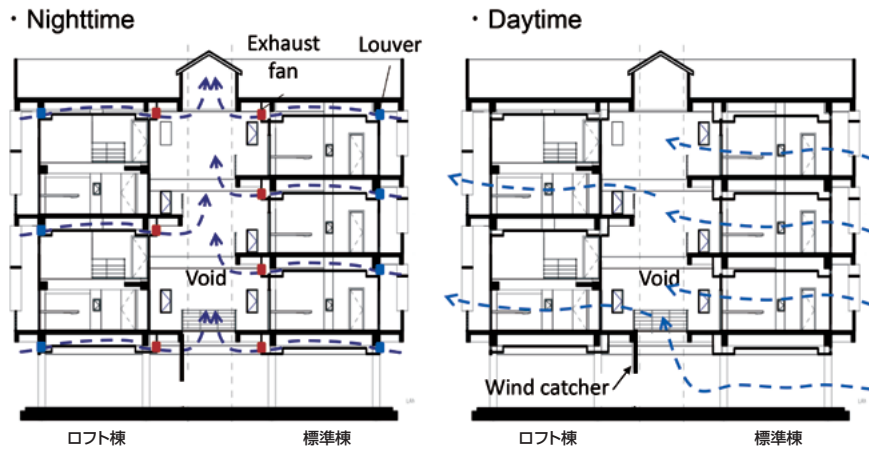 ・ Nighttime
Exhaust
fan
Louver
Void
ロフト棟
標準棟
・ Daytime
Void
Wind catcher
ロフト棟
標準棟